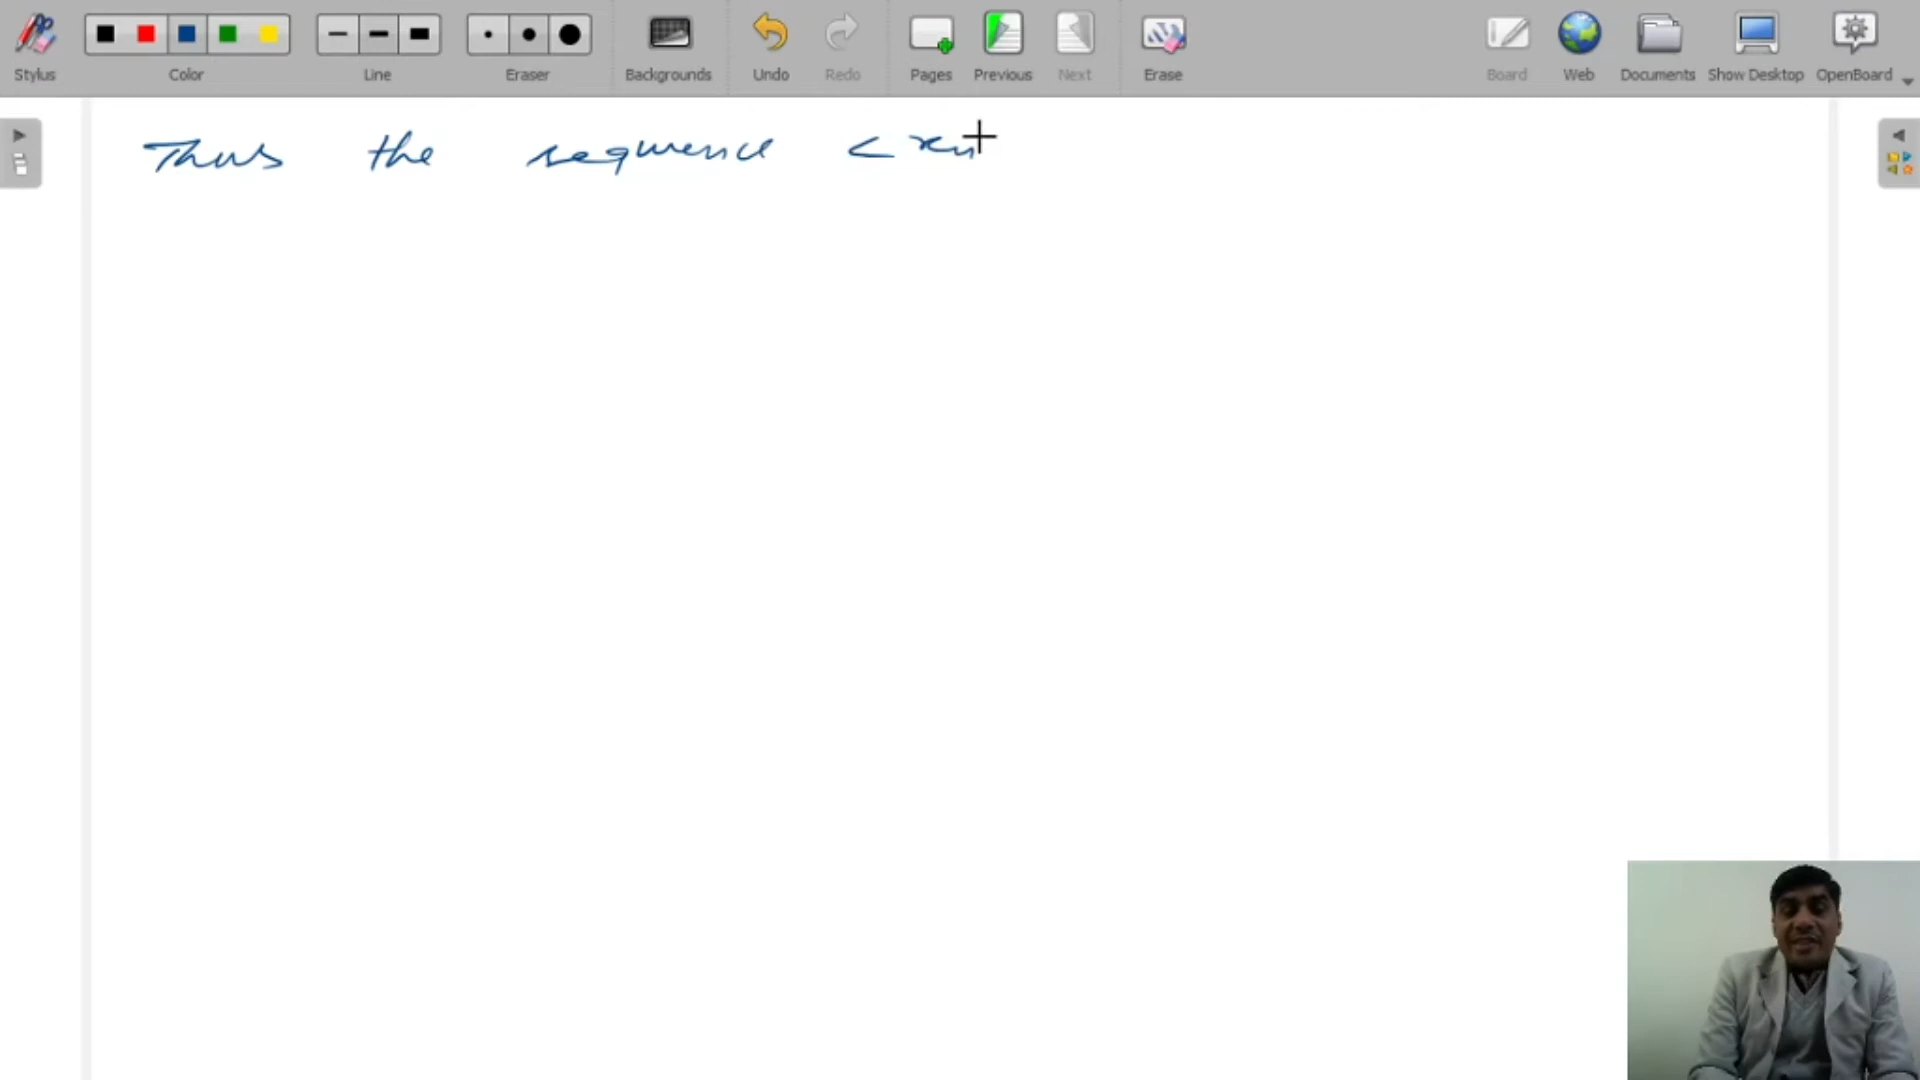 Stylus Color Line Eraser Backgrounds Undo Redo Pages Previous Next Erase Board Web Documents Show Desktop OpenBoard
Thus the sequence < xn